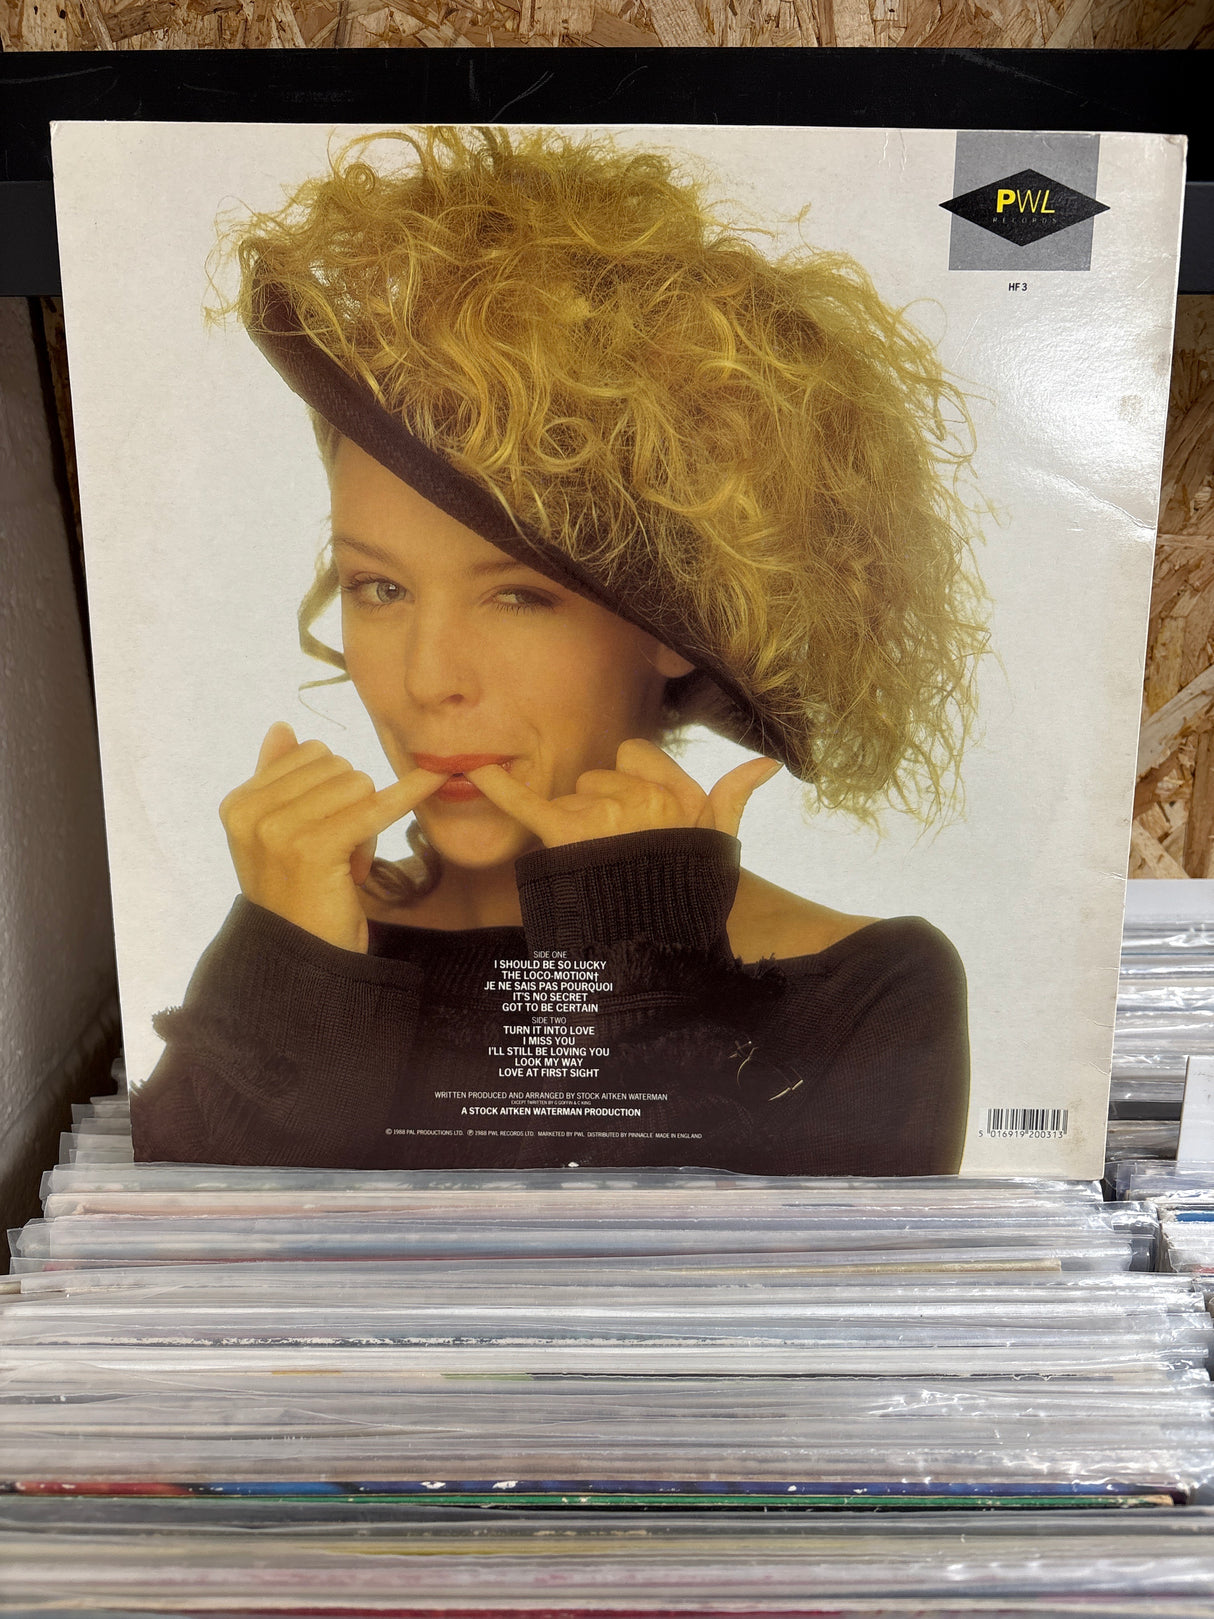 PWL
RECORDS
HF 3
SIDE ONE
I SHOULD BE SO LUCKY
THE LOCO-MOTION†
JE NE SAIS PAS POURQUOI
IT'S NO SECRET
GOT TO BE CERTAIN
SIDE TWO
TURN IT INTO LOVE
I MISS YOU
I'LL STILL BE LOVING YOU
LOOK MY WAY
LOVE AT FIRST SIGHT
WRITTEN PRODUCED AND ARRANGED BY STOCK AITKEN WATERMAN
EXCEPT †WRITTEN BY G GOFFIN & C KING
A STOCK AITKEN WATERMAN PRODUCTION
© 1988 PAL PRODUCTIONS LTD. ℗ 1988 PWL RECORDS LTD. MARKETED BY PWL DISTRIBUTED BY PINNACLE MADE IN ENGLAND
5 016919 200313